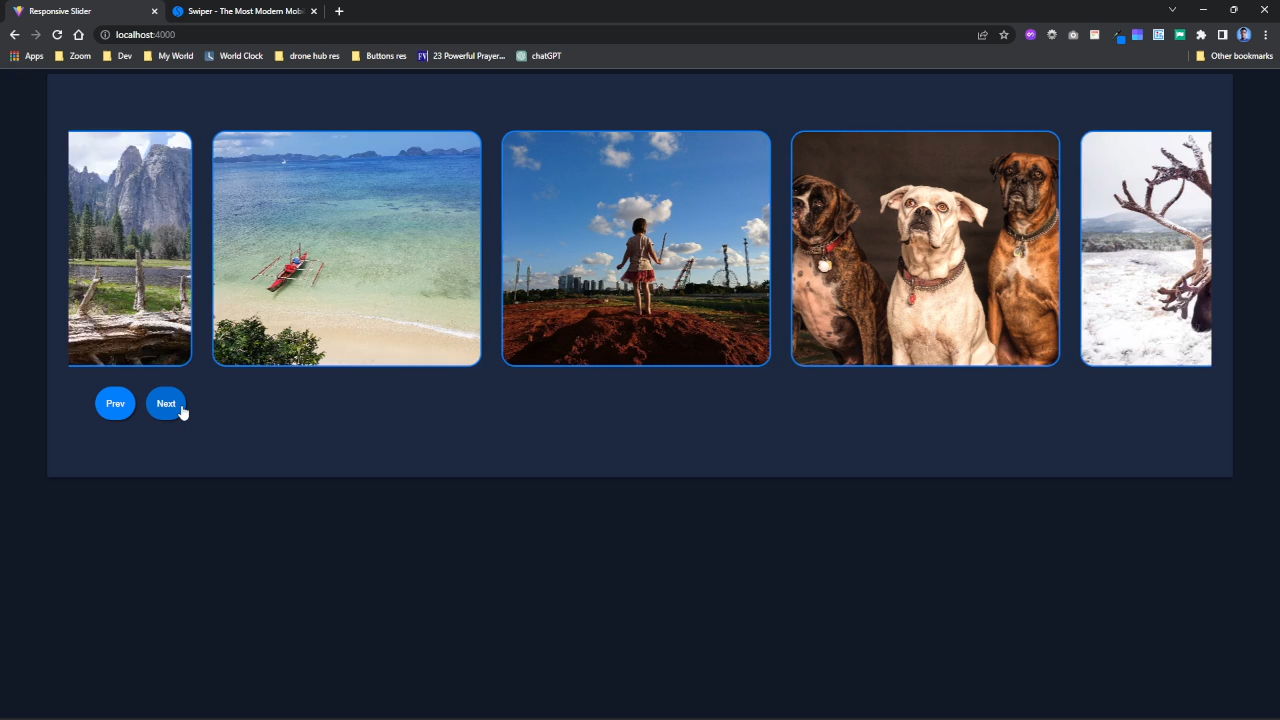 Responsive Slider
Swiper - The Most Modern Mobi
localhost:4000
Apps Zoom Dev My World World Clock drone hub res Buttons res 23 Powerful Prayer... chatGPT Other bookmarks
Prev Next